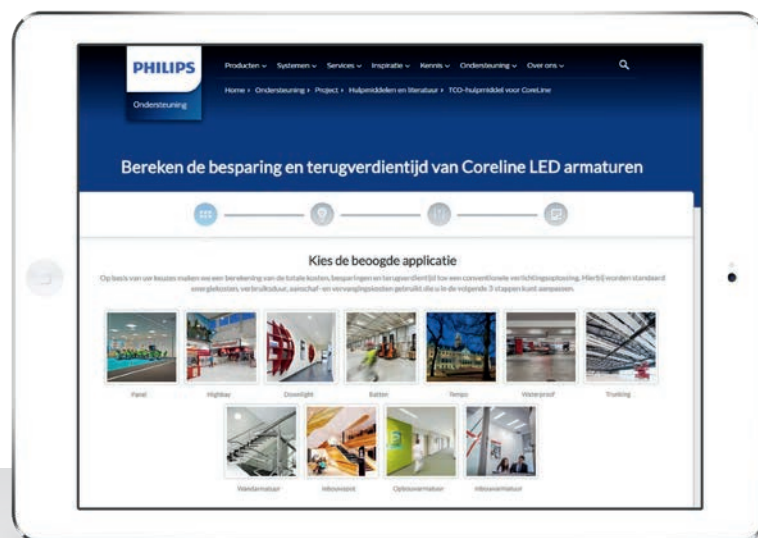 PHILIPS
Ondersteuning
Producten Systemen Services Inspiratie Kennis Ondersteuning Over ons
Home › Ondersteuning › Project › Hulpmiddelen en literatuur › TCO-hulpmiddel voor CoreLine
Bereken de besparing en terugverdientijd van Coreline LED armaturen
Kies de beoogde applicatie
Op basis van uw keuzes maken we een berekening van de totale kosten, besparingen en terugverdientijd tov een conventionele verlichtingsoplossing. Hierbij worden standaard
energiekosten, verbruiksduur, aanschaf- en vervangingskosten gebruikt die u in de volgende 3 stappen kunt aanpassen.
Panel Highbay Downlight Batten Tempo Waterproof Trunking
Wandarmatuur Inbouwspot Opbouwarmatuur Inbouwarmatuur